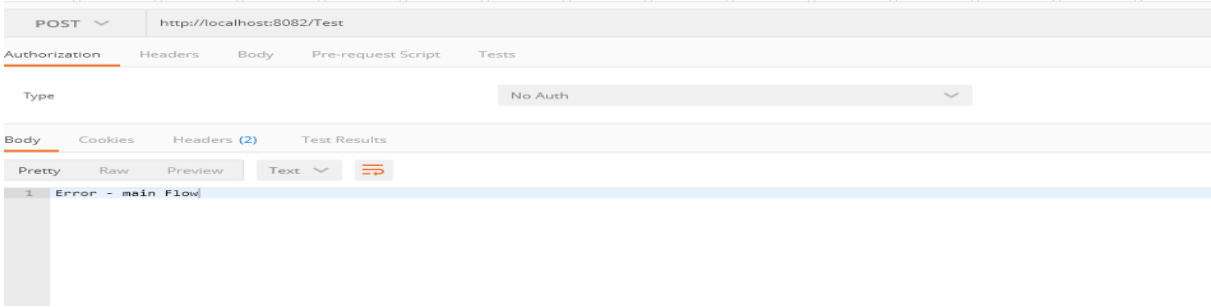 POST http://localhost:8082/Test
Authorization Headers Body Pre-request Script Tests
Type No Auth
Body Cookies Headers (2) Test Results
Pretty Raw Preview Text
1 Error - main Flow